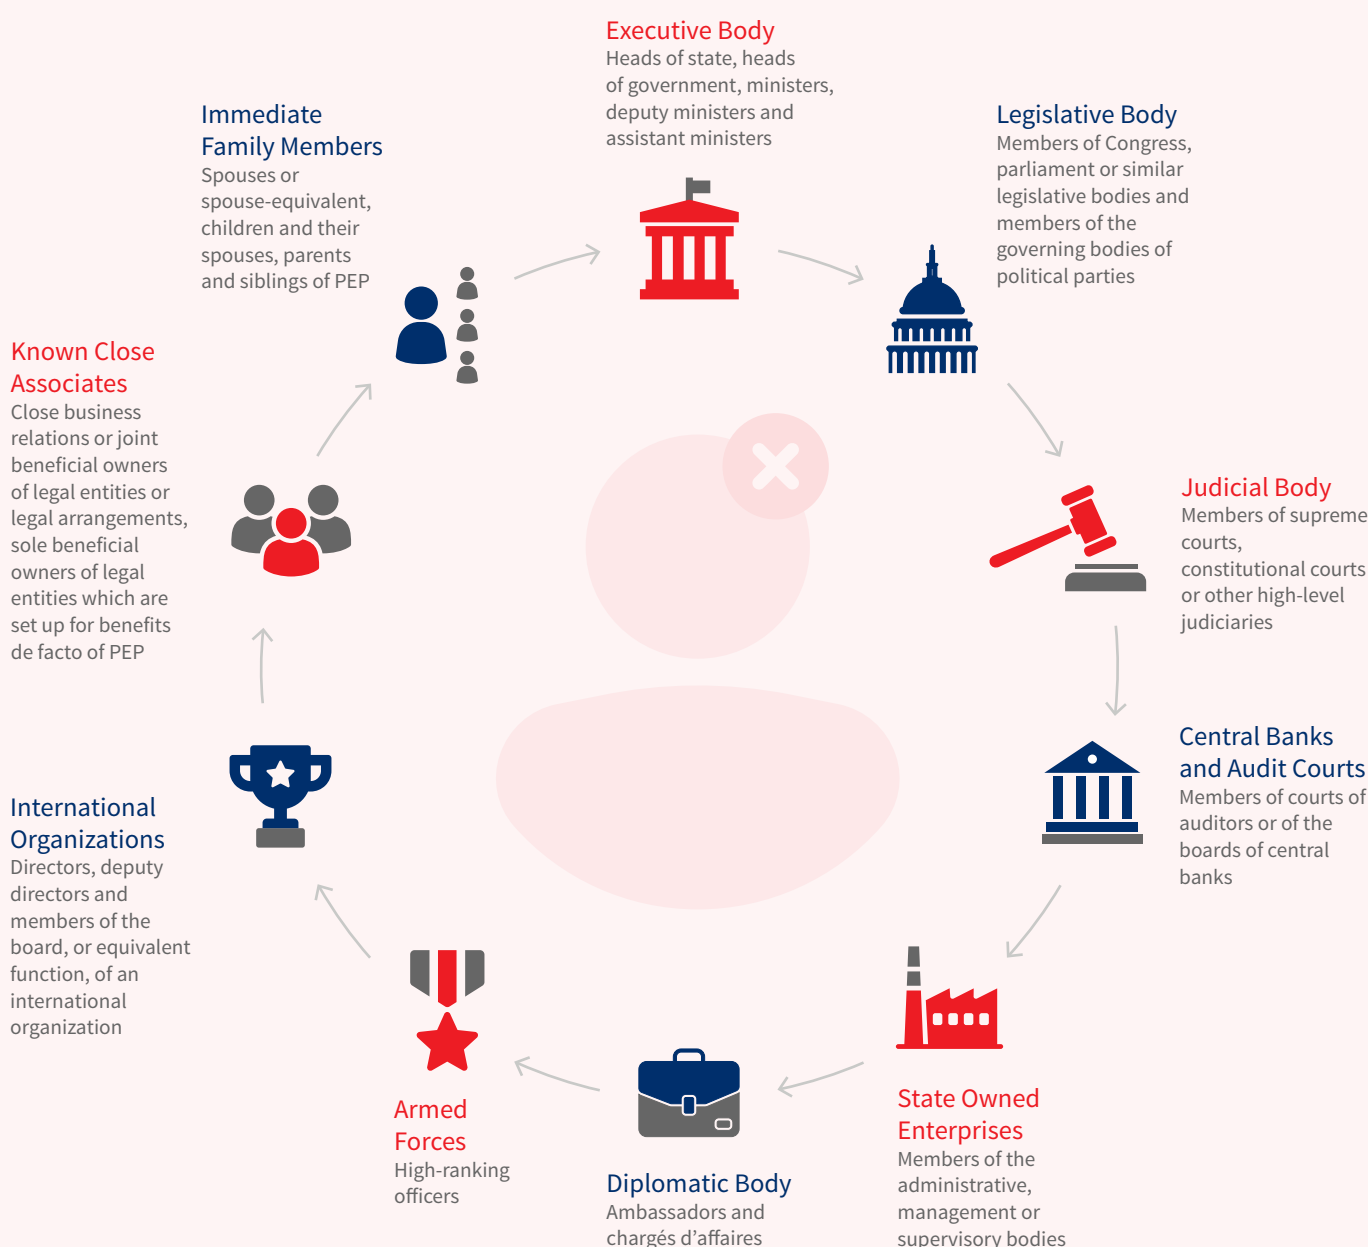 Executive Body
Heads of state, heads
of government, ministers,
deputy ministers and
assistant ministers
Legislative Body
Members of Congress,
parliament or similar
legislative bodies and
members of the
governing bodies of
political parties
Judicial Body
Members of supreme
courts,
constitutional courts
or other high-level
judiciaries
Central Banks
and Audit Courts
Members of courts of
auditors or of the
boards of central
banks
State Owned
Enterprises
Members of the
administrative,
management or
supervisory bodies
Diplomatic Body
Ambassadors and
chargés d’affaires
Armed
Forces
High-ranking
officers
International
Organizations
Directors, deputy
directors and
members of the
board, or equivalent
function, of an
international
organization
Known Close
Associates
Close business
relations or joint
beneficial owners
of legal entities or
legal arrangements,
sole beneficial
owners of legal
entities which are
set up for benefits
de facto of PEP
Immediate
Family Members
Spouses or
spouse-equivalent,
children and their
spouses, parents
and siblings of PEP